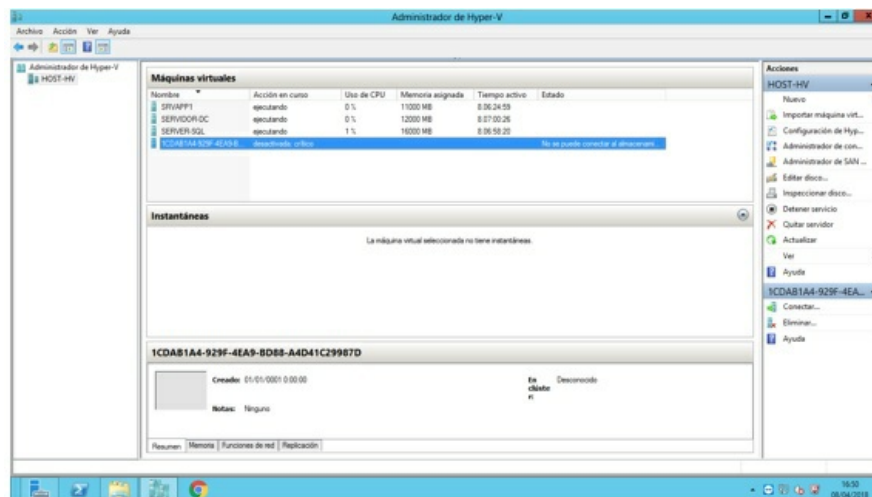 Administrador de Hyper-V
Archivo Acción Ver Ayuda
Administrador de Hyper-V
HOST-HV
Máquinas virtuales
Nombre Acción en curso Uso de CPU Memoria asignada Tiempo activo Estado
SRVAPP1 ejecutando 0 % 11000 MB 8.06:24:59
SERVIDOR-DC ejecutando 0 % 12000 MB 8.07:00:26
SERVER-SQL ejecutando 1 % 16000 MB 8.06:58:20
1CDAB1A4-929F-4EA9-B... desactivada: crítico No se puede conectar al almacenami...
Instantáneas
La máquina virtual seleccionada no tiene instantáneas.
1CDAB1A4-929F-4EA9-BD88-A4D41C29987D
Creado: 01/01/0001 0:00:00
En clúster: Desconocido
Notas: Ninguno
Resumen Memoria Funciones de red Replicación
Acciones
HOST-HV
Nuevo
Importar máquina virt...
Configuración de Hyp...
Administrador de con...
Administrador de SAN ...
Editar disco...
Inspeccionar disco...
Detener servicio
Quitar servidor
Actualizar
Ver
Ayuda
1CDAB1A4-929F-4EA...
Conectar...
Eliminar...
Ayuda
16:50
08/04/2018